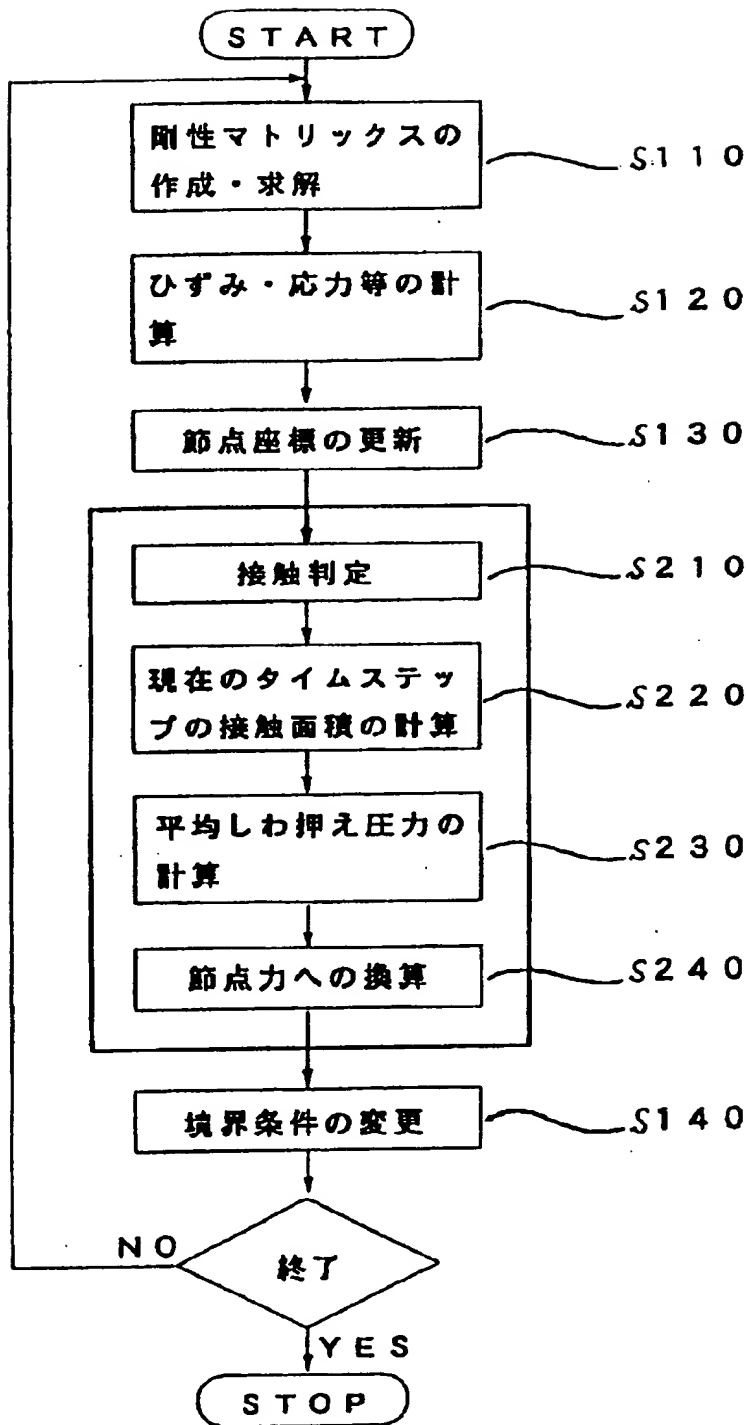 START
剛性マトリックスの
作成・求解
S110
ひずみ・応力等の計
算
S120
節点座標の更新
S130
接触判定
S210
現在のタイムステッ
プの接触面積の計算
S220
平均しわ押え圧力の
計算
S230
節点力への換算
S240
境界条件の変更
S140
NO
終了
YES
STOP